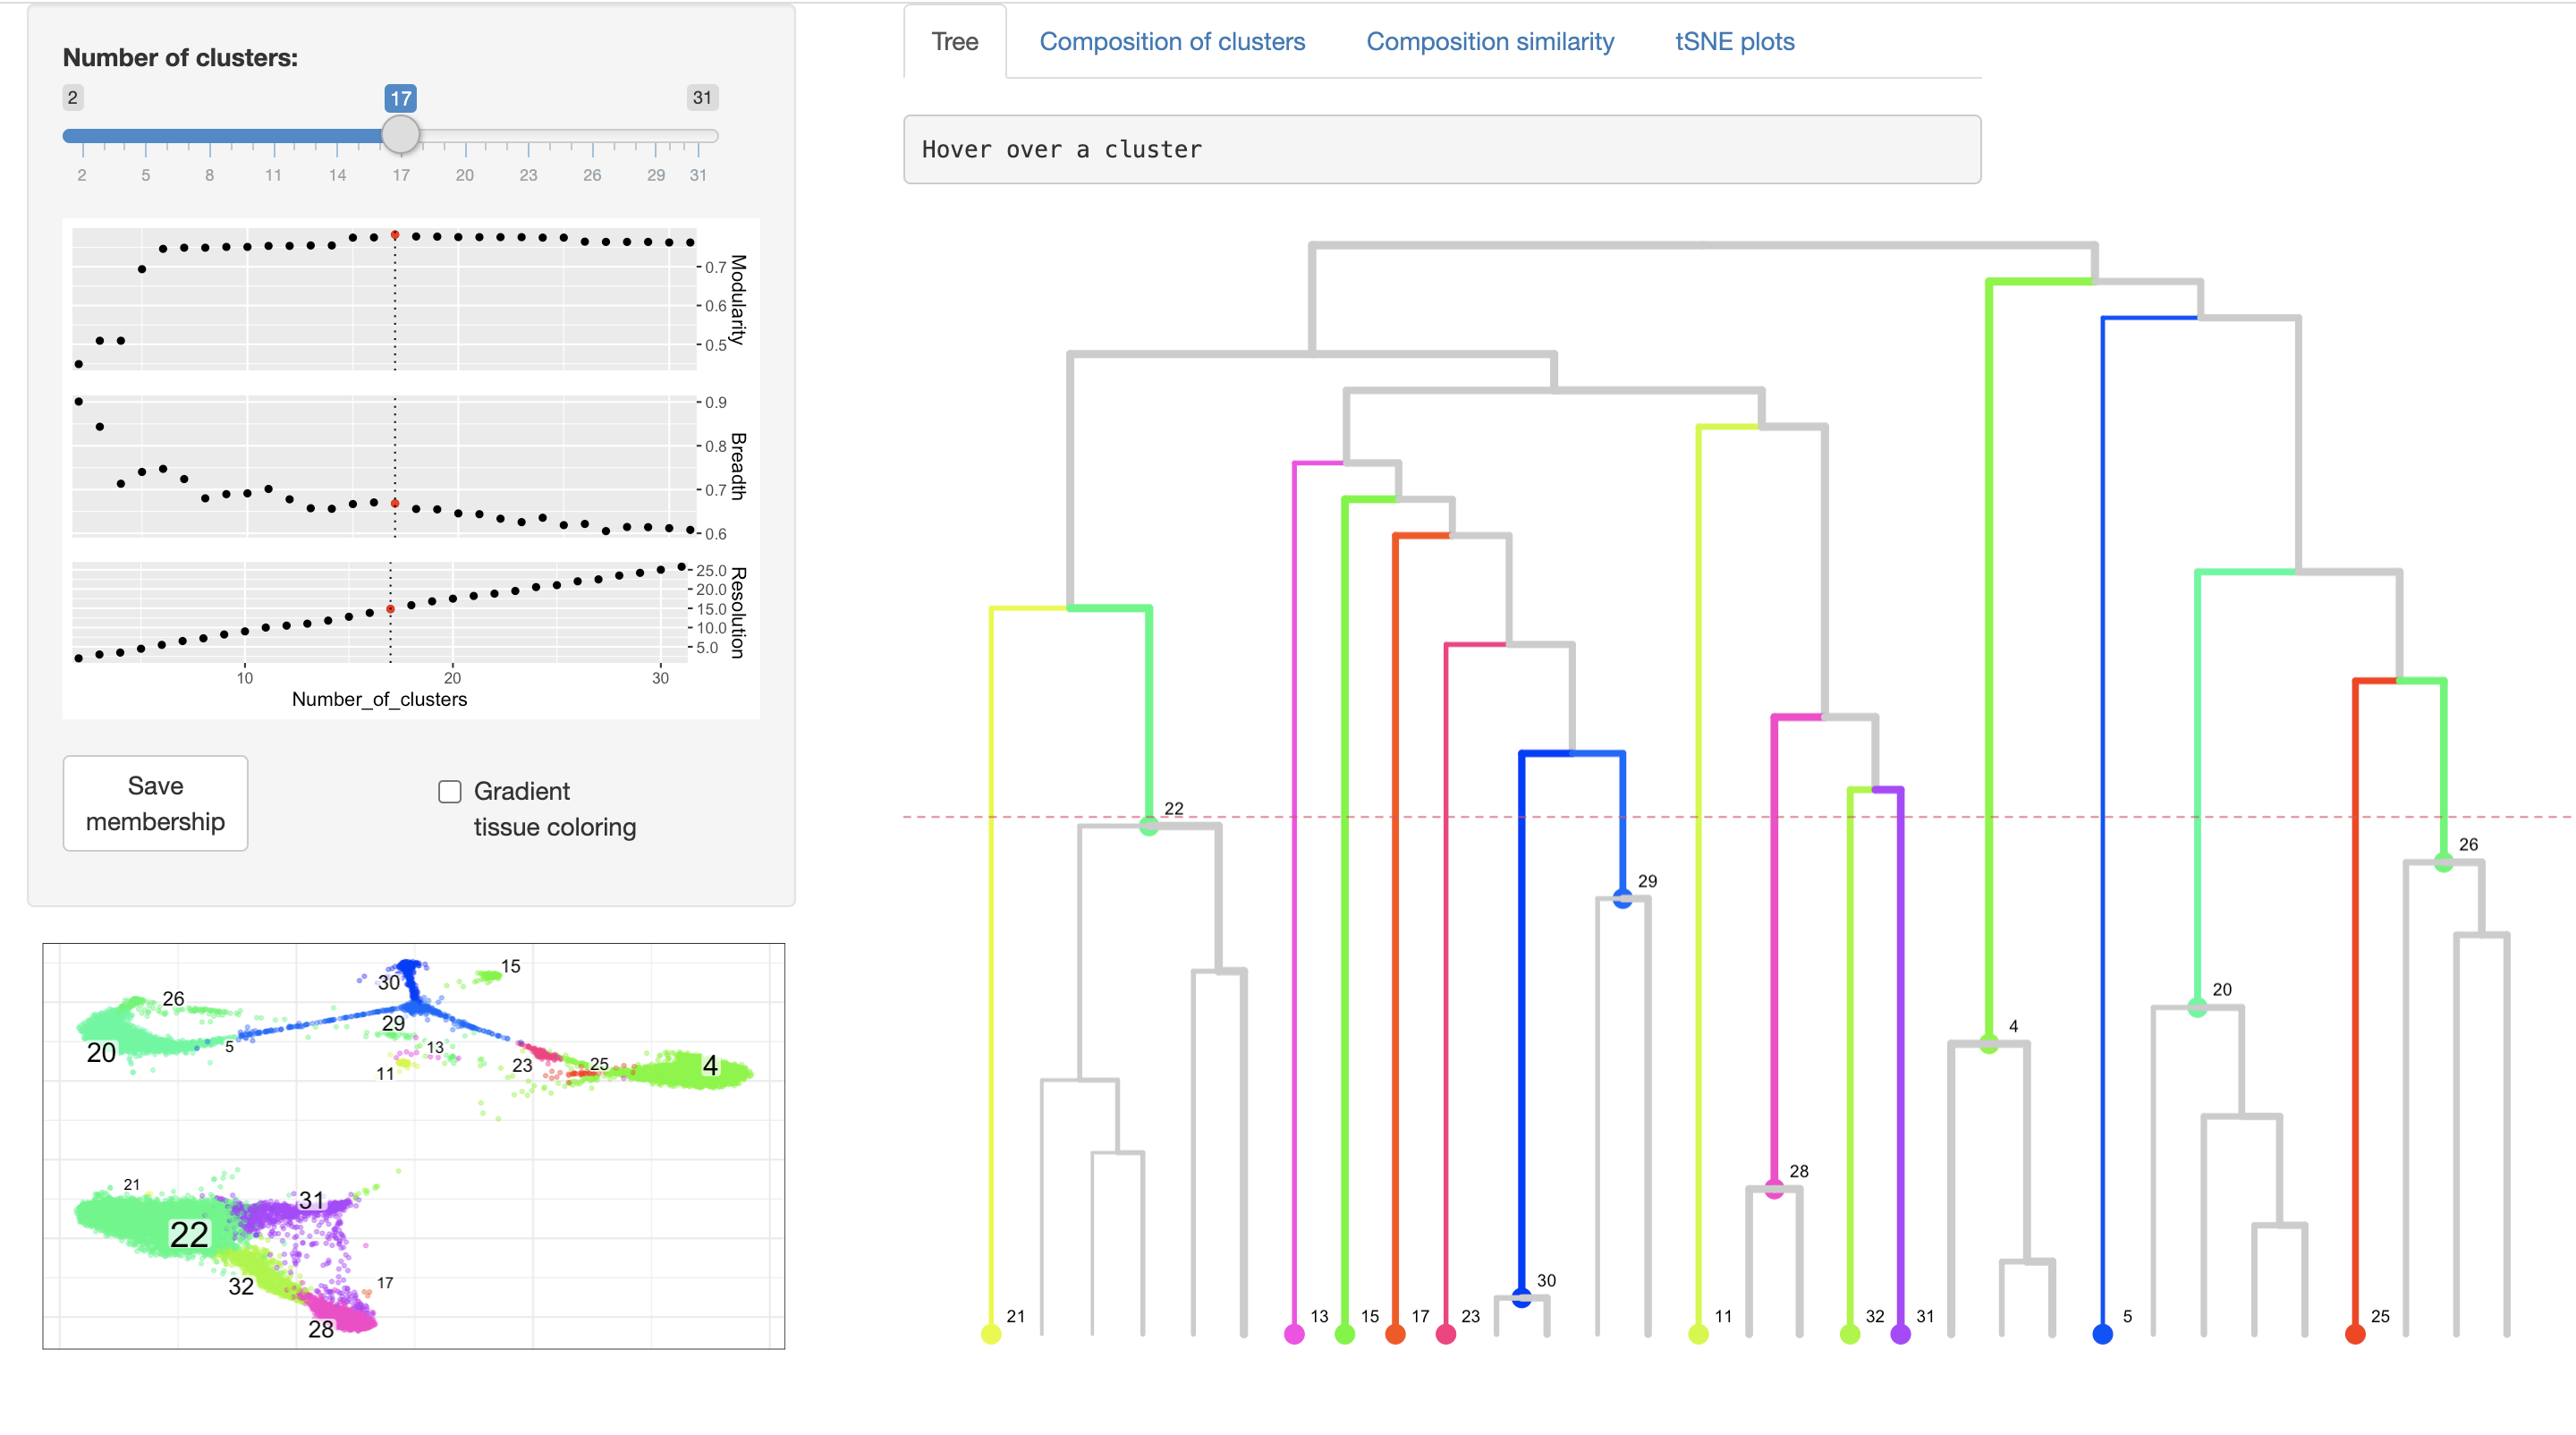 Number of clusters:
2 17 31
2 5 8 11 14 17 20 23 26 29 31
0.7
0.6
0.5
Modularity
0.9
0.8
0.7
0.6
Breadth
25.0
20.0
15.0
10.0
5.0
Resolution
10 20 30
Number_of_clusters
Save
membership
Gradient
tissue coloring
30 15
26
29
20 5 13
11 23 25 4
21
31
22
32 17
28
Tree Composition of clusters Composition similarity tSNE plots
Hover over a cluster
22
26
29
20
4
28
30
21 13 15 17 23 11 32 31 5 25